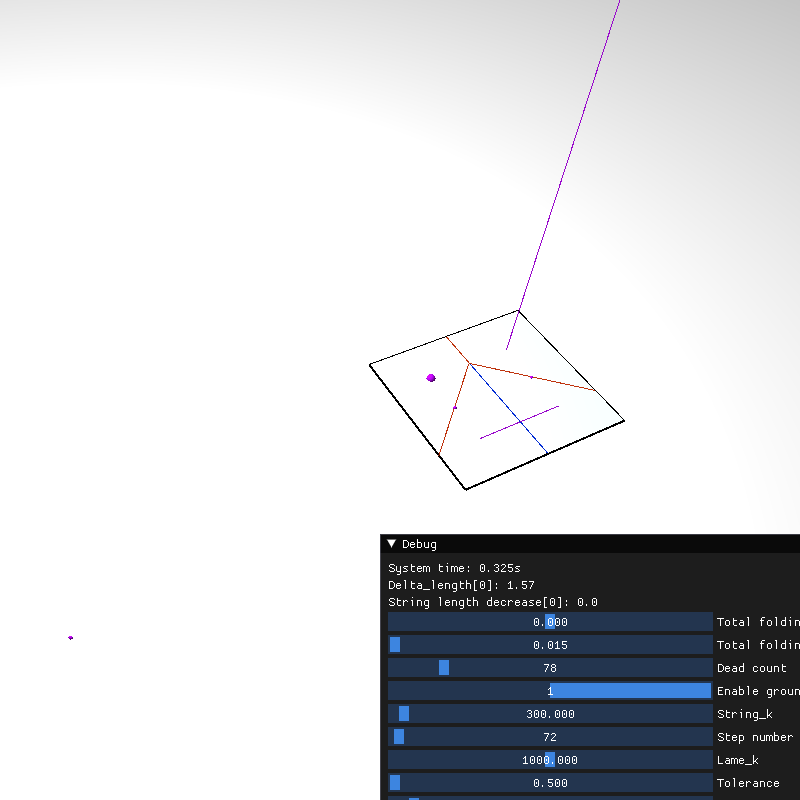 Debug
System time: 0.325s
Delta_length[0]: 1.57
String length decrease[0]: 0.0
0.000 Total foldin
0.015 Total foldin
78 Dead count
1 Enable groun
300.000 String_k
72 Step number
1000.000 Lame_k
0.500 Tolerance